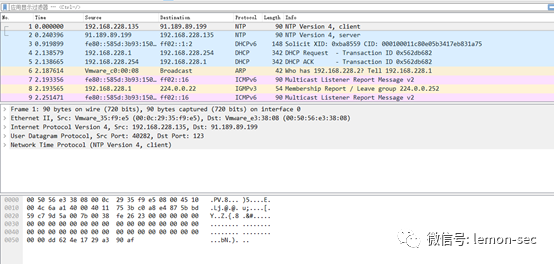 应用显示过滤器 … <Ctrl-/>
No. Time Source Destination Protocol Length Info
1 0.000000 192.168.228.135 91.189.89.199 NTP 90 NTP Version 4, client
2 0.240396 91.189.89.199 192.168.228.135 NTP 90 NTP Version 4, server
3 0.919899 fe80::585d:3b93:150… ff02::1:2 DHCPv6 148 Solicit XID: 0xba8559 CID: 000100011c88e05b3417eb831a75
4 2.138579 192.168.228.1 192.168.228.254 DHCP 342 DHCP Request - Transaction ID 0x562db682
5 2.138665 192.168.228.254 192.168.228.1 DHCP 342 DHCP ACK - Transaction ID 0x562db682
6 2.187614 Vmware_c0:00:08 Broadcast ARP 42 Who has 192.168.228.2? Tell 192.168.228.1
7 2.193356 fe80::585d:3b93:150… ff02::16 ICMPv6 90 Multicast Listener Report Message v2
8 2.193565 192.168.228.1 224.0.0.22 IGMPv3 54 Membership Report / Leave group 224.0.0.252
9 2.251471 fe80::585d:3b93:150… ff02::16 ICMPv6 90 Multicast Listener Report Message v2
Frame 1: 90 bytes on wire (720 bits), 90 bytes captured (720 bits) on interface 0
Ethernet II, Src: Vmware_35:f9:e5 (00:0c:29:35:f9:e5), Dst: Vmware_e3:38:08 (00:50:56:e3:38:08)
Internet Protocol Version 4, Src: 192.168.228.135, Dst: 91.189.89.199
User Datagram Protocol, Src Port: 40282, Dst Port: 123
Network Time Protocol (NTP Version 4, client)
0000 00 50 56 e3 38 08 00 0c 29 35 f9 e5 08 00 45 10 .PV.8... )5....E.
0010 00 4c 6a a1 40 00 40 11 75 3b c0 a8 e4 87 5b bd .Lj.@.@. u;....[.
0020 59 c7 9d 5a 00 7b 00 38 fe 26 23 00 00 00 00 00 Y..Z.{.8 .&#.....
0030 00 00 00 00 00 00 00 00 00 00 00 00 00 00 00 00 ........ ........
0040 00 00 00 00 00 00 00 00 00 00 00 00 00 00 00 00 ........ ........
0050 00 00 dd 62 4e 17 29 a3 90 af ...bN.). ..
微信号: lemon-sec